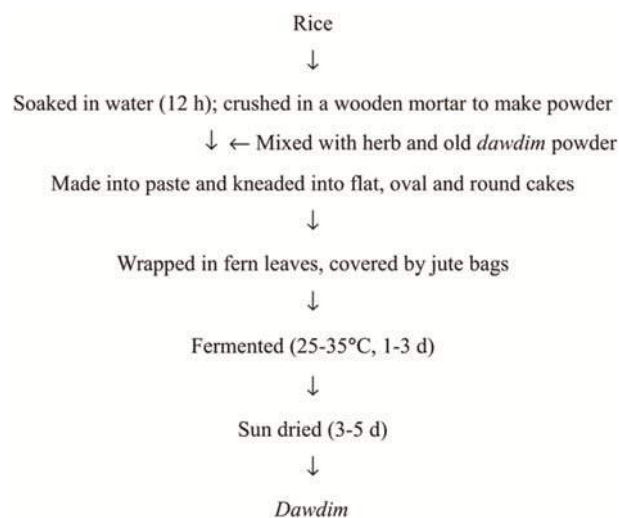 Rice
↓
Soaked in water (12 h); crushed in a wooden mortar to make powder
↓ ← Mixed with herb and old dawdim powder
Made into paste and kneaded into flat, oval and round cakes
↓
Wrapped in fern leaves, covered by jute bags
↓
Fermented (25-35°C, 1-3 d)
↓
Sun dried (3-5 d)
↓
Dawdim